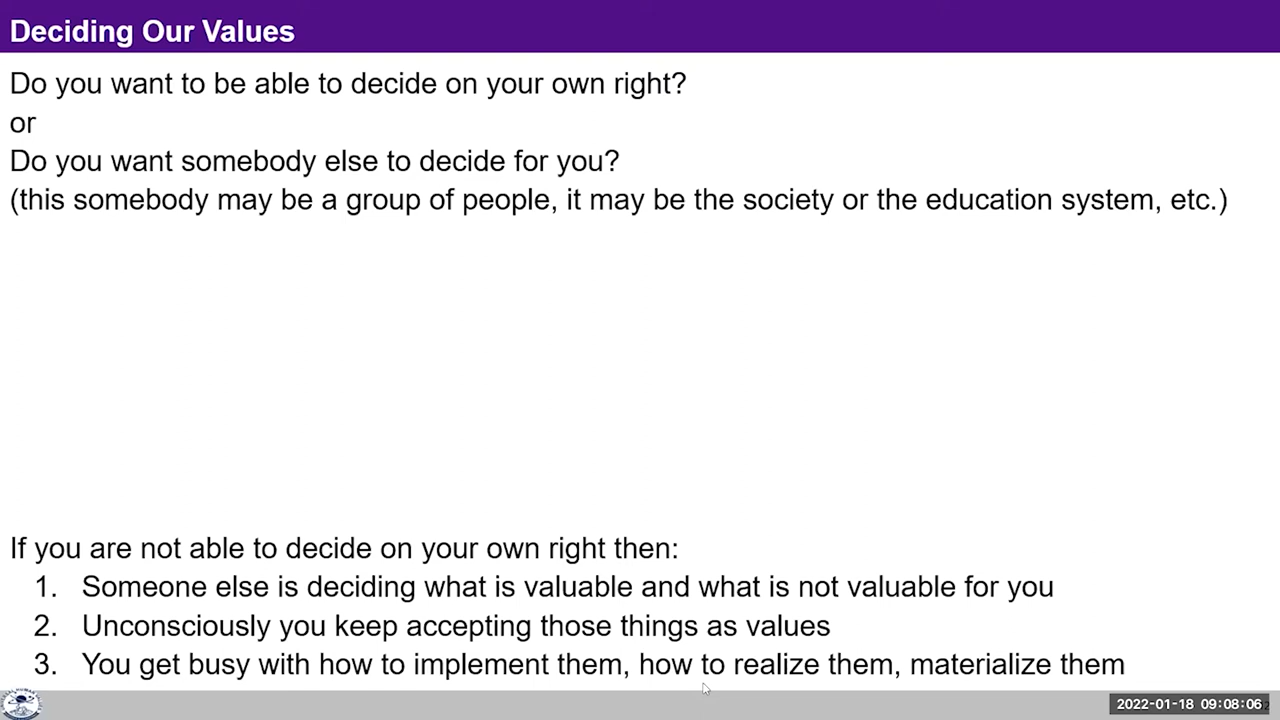 Deciding Our Values
Do you want to be able to decide on your own right?
or
Do you want somebody else to decide for you?
(this somebody may be a group of people, it may be the society or the education system, etc.)
If you are not able to decide on your own right then:
1. Someone else is deciding what is valuable and what is not valuable for you
2. Unconsciously you keep accepting those things as values
3. You get busy with how to implement them, how to realize them, materialize them
2022-01-18 09:08:06